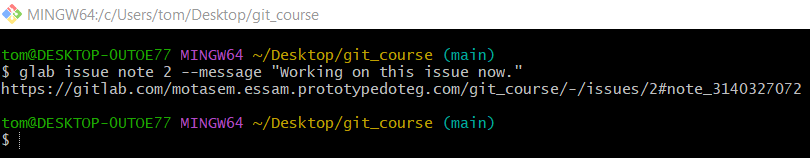 MINGW64:/c/Users/tom/Desktop/git_course
tom@DESKTOP-OUTOE77 MINGW64 ~/Desktop/git_course (main)
$ glab issue note 2 --message "Working on this issue now."
https://gitlab.com/motasem.essam.prototypedoteg.com/git_course/-/issues/2#note_3140327072
tom@DESKTOP-OUTOE77 MINGW64 ~/Desktop/git_course (main)
$